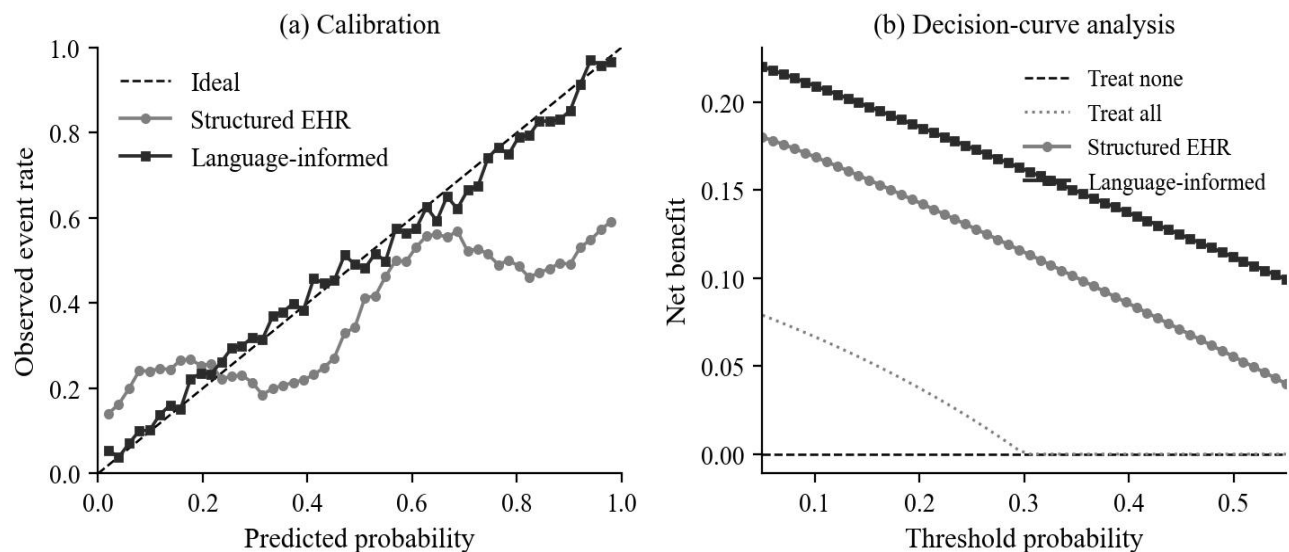 (a) Calibration
Ideal
Structured EHR
Language-informed
Observed event rate
1.0
0.8
0.6
0.4
0.2
0.0
0.0 0.2 0.4 0.6 0.8 1.0
Predicted probability
(b) Decision-curve analysis
Treat none
Treat all
Structured EHR
Language-informed
Net benefit
0.20
0.15
0.10
0.05
0.00
0.1 0.2 0.3 0.4 0.5
Threshold probability